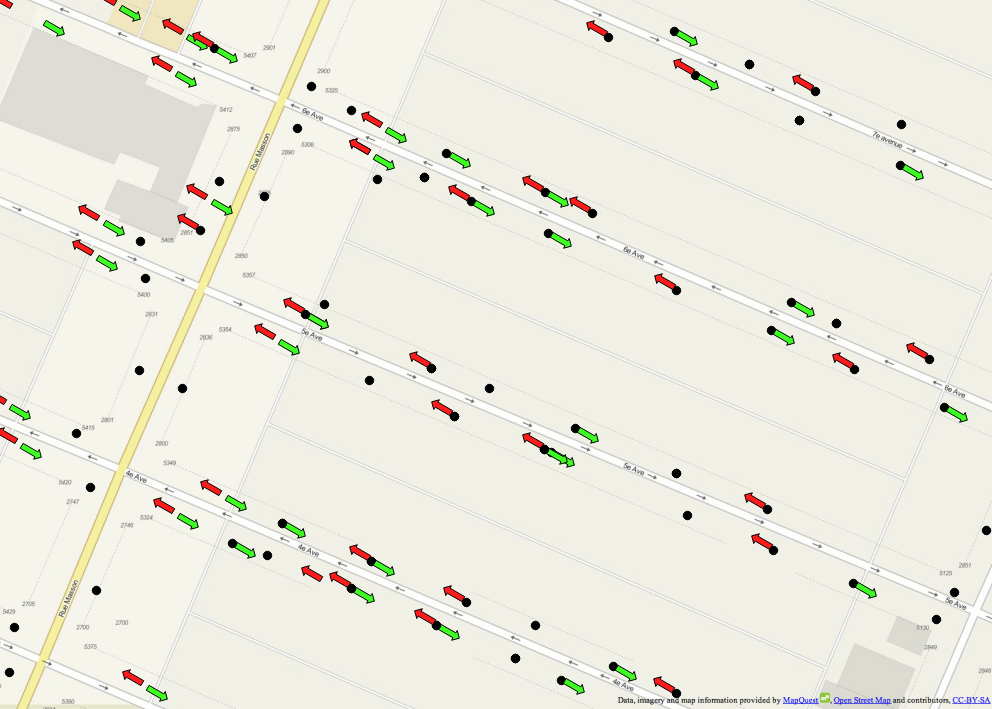 2901
5407
2900
5325
5412
6e Ave
2875
7e avenue
5306
2890
Rue Masson
2851
5405
6e Ave
2850
5357
5400
2831
5354
5e Ave
2836
6e Ave
2801
5415
2800
5349
5e Ave
4e Ave
5420
2747
5324
2746
4e Ave
2851
5125
Rue Masson
5e Ave
2705
5429
2700
2700
5130
5375
2849
2848
4e Ave
5390
Data, imagery and map information provided by MapQuest, Open Street Map and contributors, CC-BY-SA